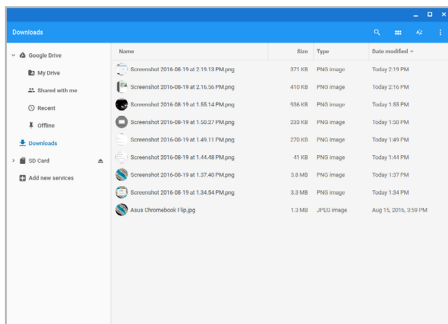 Downloads
Google Drive
My Drive
Shared with me
Recent
Offline
Downloads
SD Card
Add new services
Name Size Type Date modified
Screenshot 2016-08-19 at 2.19.13 PM.png 371 KB PNG image Today 2:19 PM
Screenshot 2016-08-19 at 2.16.56 PM.png 410 KB PNG image Today 2:16 PM
Screenshot 2016-08-19 at 1.55.14 PM.png 936 KB PNG image Today 1:55 PM
Screenshot 2016-08-19 at 1.50.27 PM.png 233 KB PNG image Today 1:50 PM
Screenshot 2016-08-19 at 1.49.11 PM.png 270 KB PNG image Today 1:49 PM
Screenshot 2016-08-19 at 1.44.48 PM.png 41 KB PNG image Today 1:44 PM
Screenshot 2016-08-19 at 1.37.40 PM.png 3.8 MB PNG image Today 1:37 PM
Screenshot 2016-08-19 at 1.34.54 PM.png 3.3 MB PNG image Today 1:34 PM
Asus Chromebook Flip.jpg 1.3 MB JPEG image Aug 15, 2016, 3:59 PM